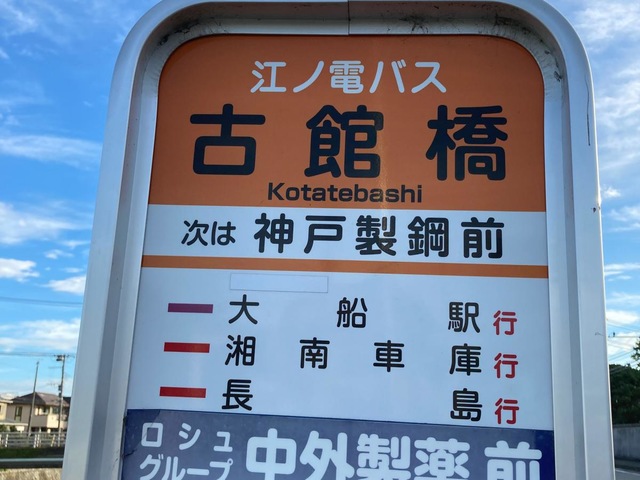 江ノ電バス
古館橋
Kotatebashi
次は 神戸製鋼前
大船駅行
湘南車庫行
長島行
ロシュ
グループ 中外製薬前